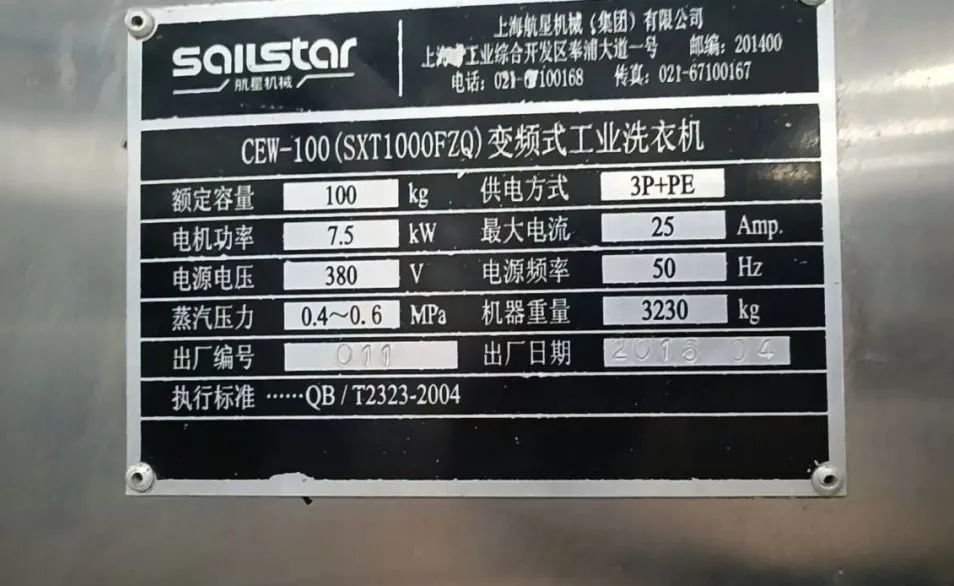 sailstar
航星机械
上海航星机械(集团)有限公司
上海 工业综合开发区奉浦大道一号 邮编: 201400
电话: 021- 100168 传真: 021-67100167
CEW-100(SXT1000FZQ)变频式工业洗衣机
额定容量 100 kg 供电方式 3P+PE
电机功率 7.5 kW 最大电流 25 Amp.
电源电压 380 V 电源频率 50 Hz
蒸汽压力 0.4~0.6 MPa 机器重量 3230 kg
出厂编号 011 出厂日期 2016 04
执行标准 ……QB/T2323-2004